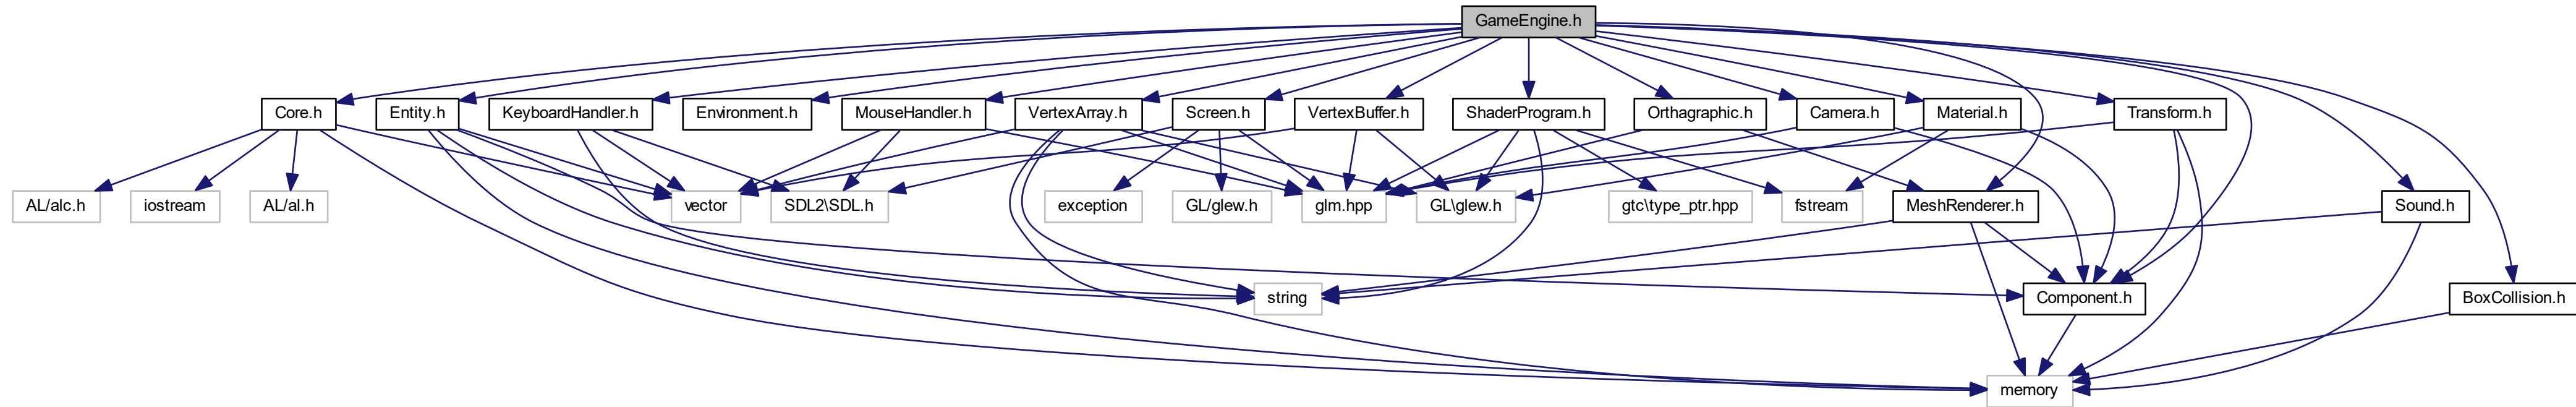 GameEngine.h
Core.h
Entity.h
KeyboardHandler.h
Environment.h
MouseHandler.h
VertexArray.h
Screen.h
VertexBuffer.h
ShaderProgram.h
Orthagraphic.h
Camera.h
Material.h
Transform.h
AL/alc.h
iostream
AL/al.h
vector
SDL2\SDL.h
exception
GL/glew.h
glm.hpp
GL\glew.h
gtc\type_ptr.hpp
fstream
MeshRenderer.h
Sound.h
string
Component.h
BoxCollision.h
memory